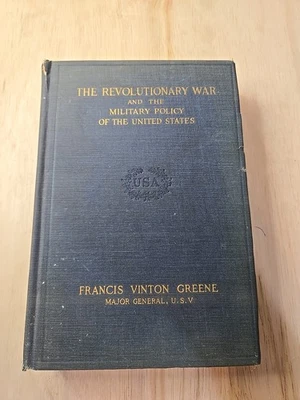 THE REVOLUTIONARY WAR
AND THE
MILITARY POLICY
OF THE UNITED STATES
USA
FRANCIS VINTON GREENE
MAJOR GENERAL, U.S.V.